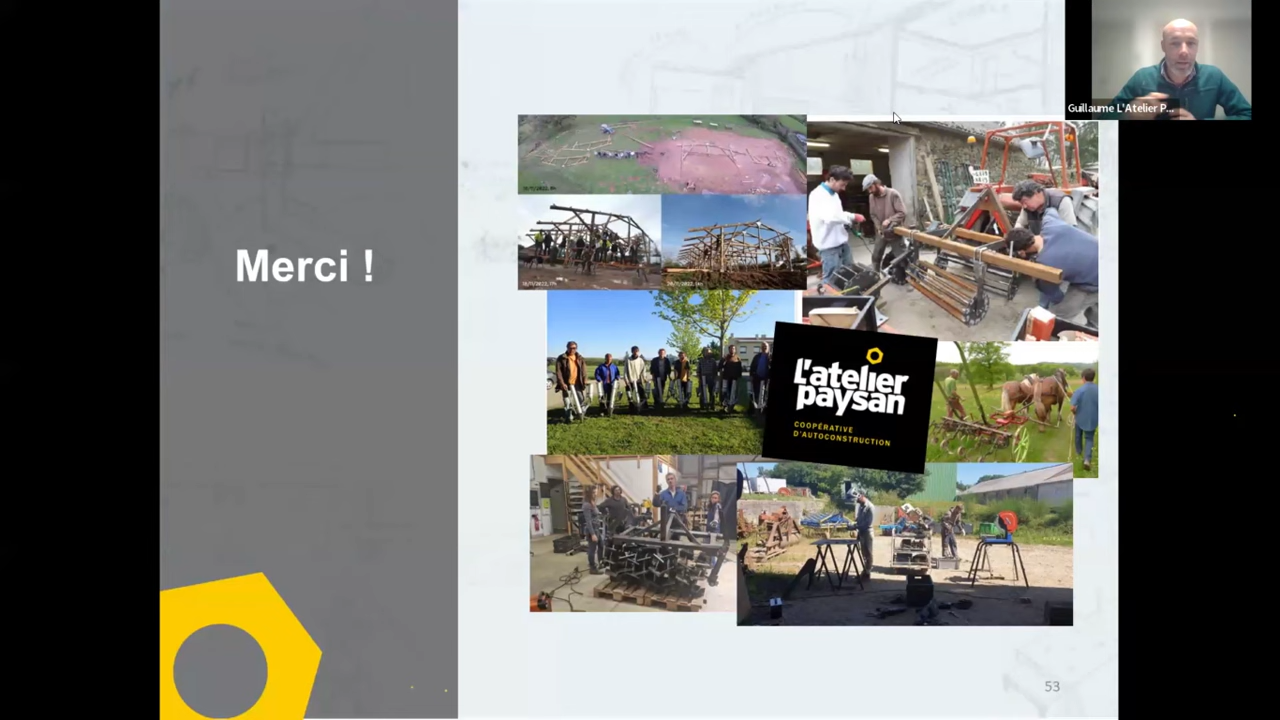 Guillaume L'Atelier P...
Merci !
L'atelier
paysan
COOPÉRATIVE
D'AUTOCONSTRUCTION
53